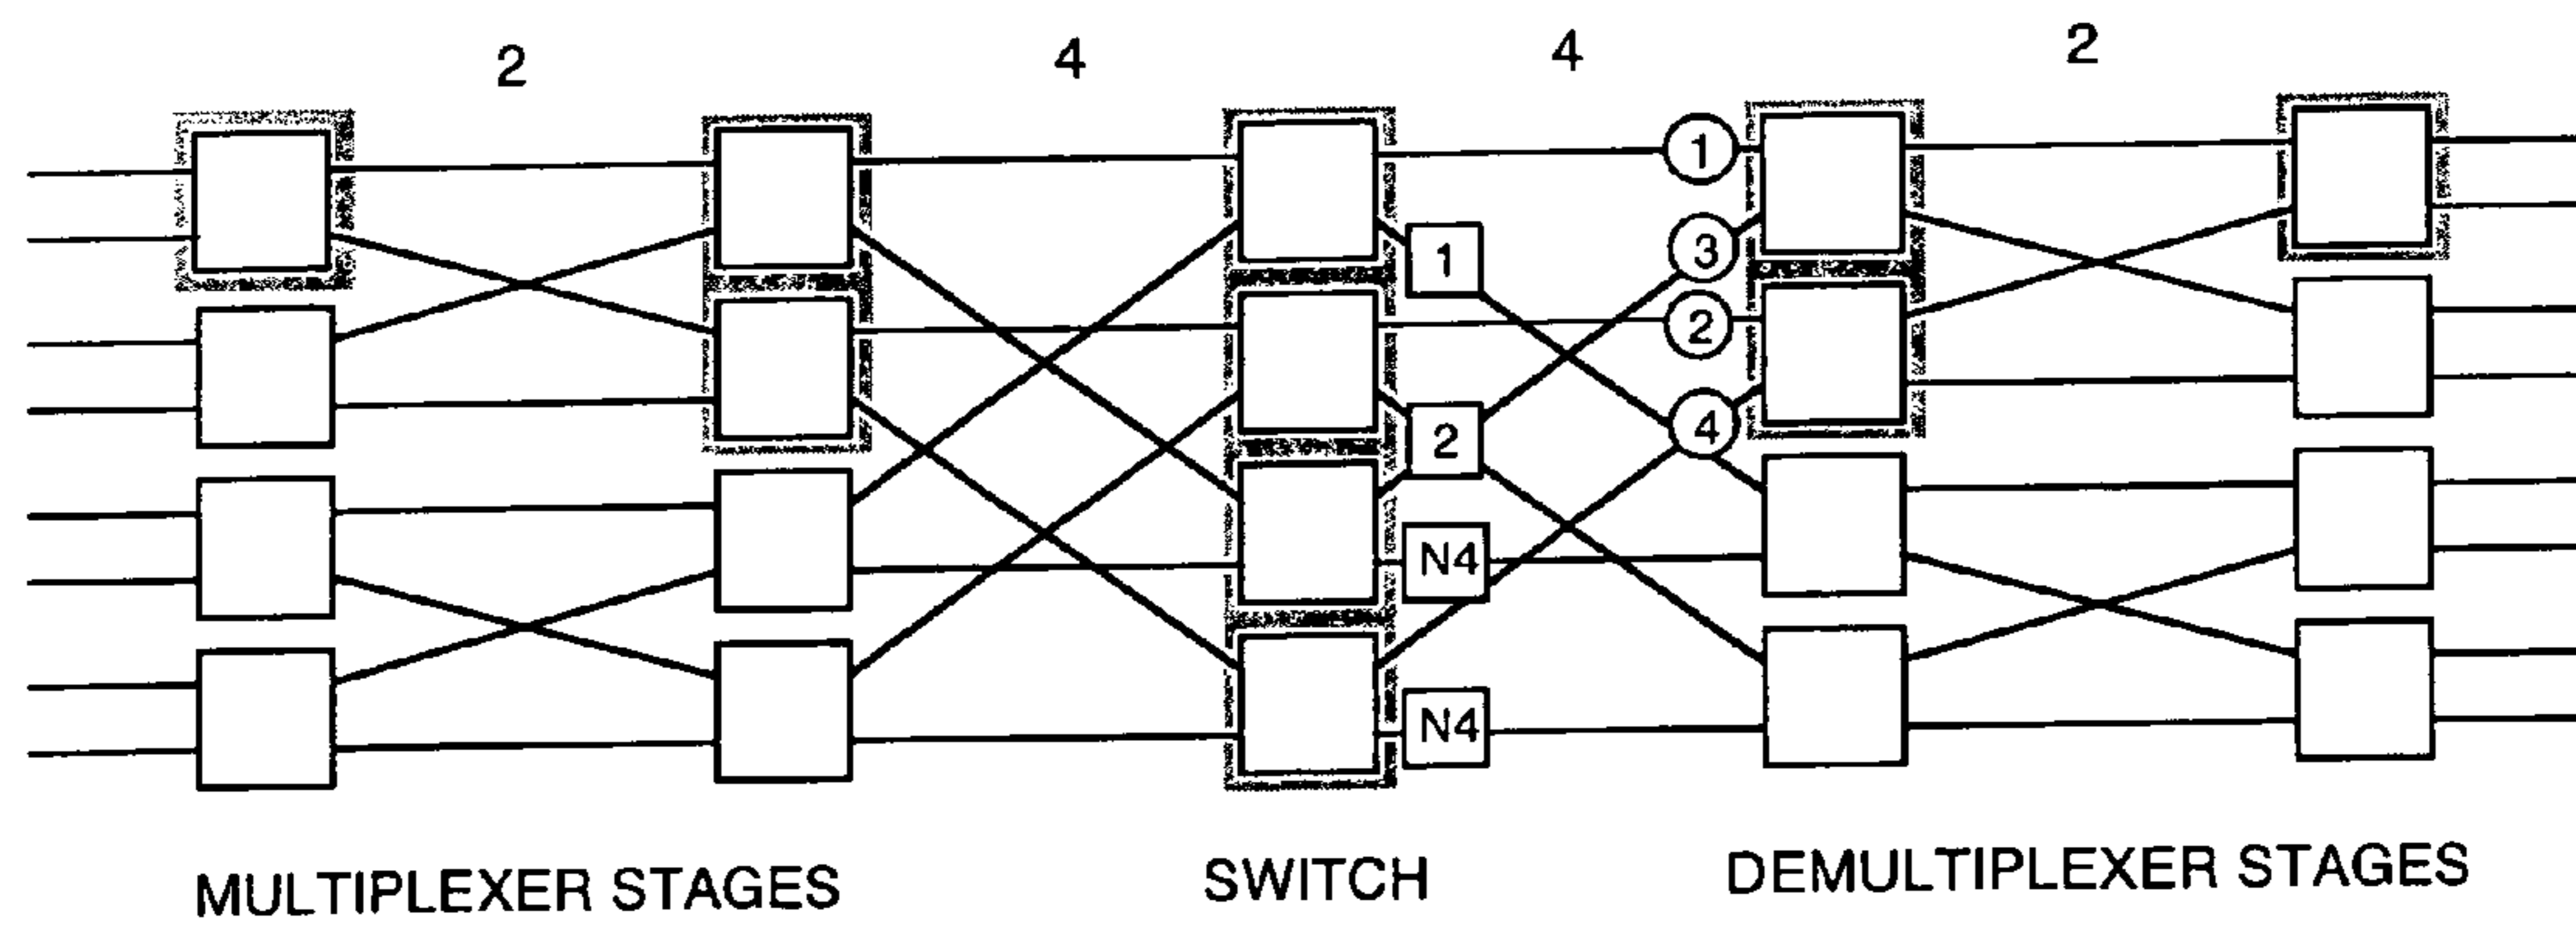 2 4 4 2
1
1
3
2
4
2
N4
N4
MULTIPLEXER STAGES SWITCH DEMULTIPLEXER STAGES